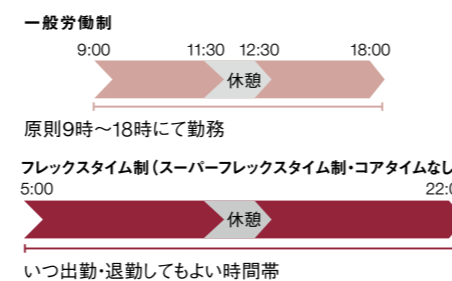 一般労働制
9:00 11:30 12:30 18:00
休憩
原則9時～18時にて勤務
フレックスタイム制（スーパーフレックスタイム制・コアタイムなし
5:00 22:0
休憩
いつ出勤・退勤してもよい時間帯